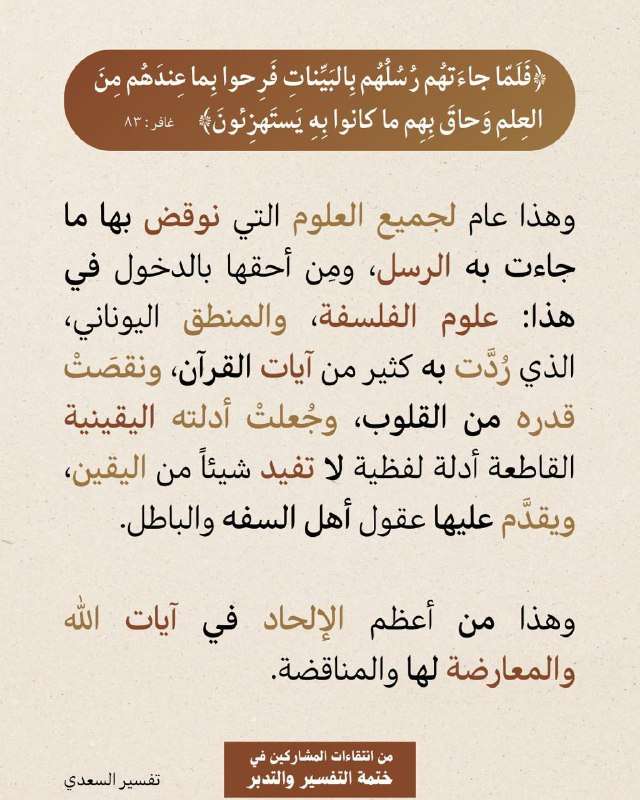 ﴿فَلَمّا جاءَتهُم رُسُلُهُم بِالبَيِّناتِ فَرِحوا بِما عِندَهُم مِنَ
العِلمِ وَحاقَ بِهِم ما كانوا بِهِ يَستَهزِئونَ﴾ غافر : ٨٣
وهذا عام لجميع العلوم التي نوقض بها ما
جاءت به الرسل، ومِن أحقها بالدخول في
هذا: علوم الفلسفة، والمنطق اليوناني،
الذي رُدَّت به كثير من آيات القرآن، ونقصَتْ
قدره من القلوب، وجُعلتْ أدلته اليقينية
القاطعة أدلة لفظية لا تفيد شيئاً من اليقين،
ويقدَّم عليها عقول أهل السفه والباطل.
وهذا من أعظم الإلحاد في آيات الله
والمعارضة لها والمناقضة.
من انتقاءات المشاركين في
ختمة التفسير والتدبر
تفسير السعدي